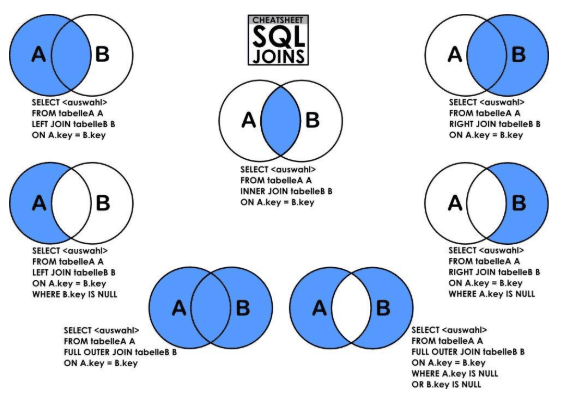 CHEATSHEET
SQL
JOINS
A B
SELECT <auswahl>
FROM tabelleA A
LEFT JOIN tabelleB B
ON A.key = B.key
A B
SELECT <auswahl>
FROM tabelleA A
INNER JOIN tabelleB B
ON A.key = B.key
A B
SELECT <auswahl>
FROM tabelleA A
RIGHT JOIN tabelleB B
ON A.key = B.key
A B
SELECT <auswahl>
FROM tabelleA A
LEFT JOIN tabelleB B
ON A.key = B.key
WHERE B.key IS NULL
A B
SELECT <auswahl>
FROM tabelleA A
RIGHT JOIN tabelleB B
ON A.key = B.key
WHERE A.key IS NULL
A B
SELECT <auswahl>
FROM tabelleA A
FULL OUTER JOIN tabelleB B
ON A.key = B.key
A B
SELECT <auswahl>
FROM tabelleA A
FULL OUTER JOIN tabelleB B
ON A.key = B.key
WHERE A.key IS NULL
OR B.key IS NULL